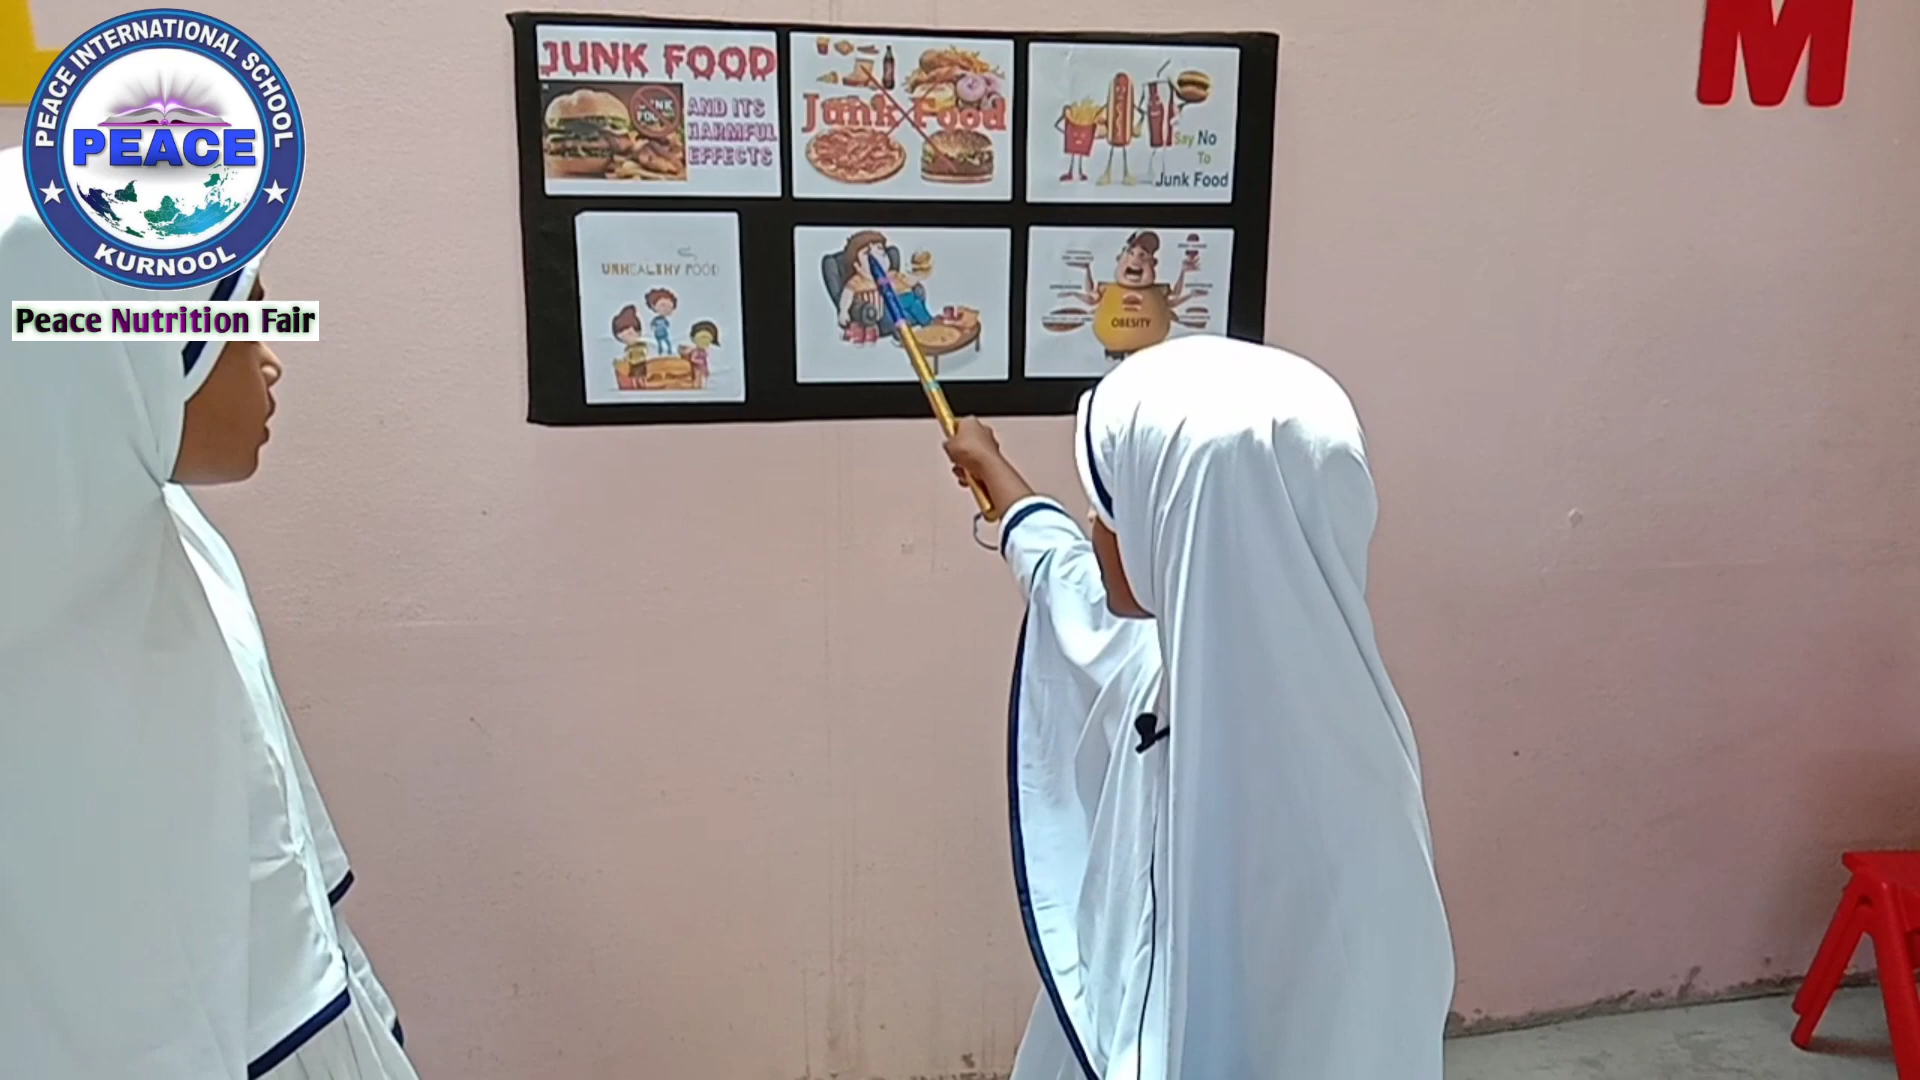 PEACE INTERNATIONAL SCHOOL
PEACE
KURNOOL
Peace Nutrition Fair
JUNK FOOD
AND ITS
HARMFUL
EFFECTS
Junk Food
Say No
To
Junk Food
UNHEALTHY FOOD
OBESITY
M